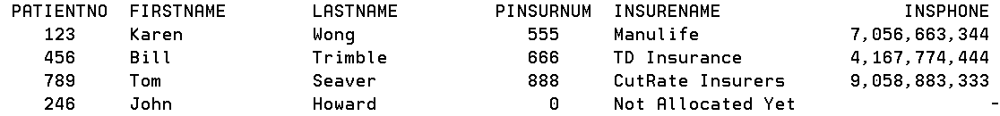 PATIENTNO FIRSTNAME LASTNAME PINSURNUM INSURENAME INSPHONE
123 Karen Wong 555 Manulife 7,056,663,344
456 Bill Trimble 666 TD Insurance 4,167,774,444
789 Tom Seaver 888 CutRate Insurers 9,058,883,333
246 John Howard 0 Not Allocated Yet -